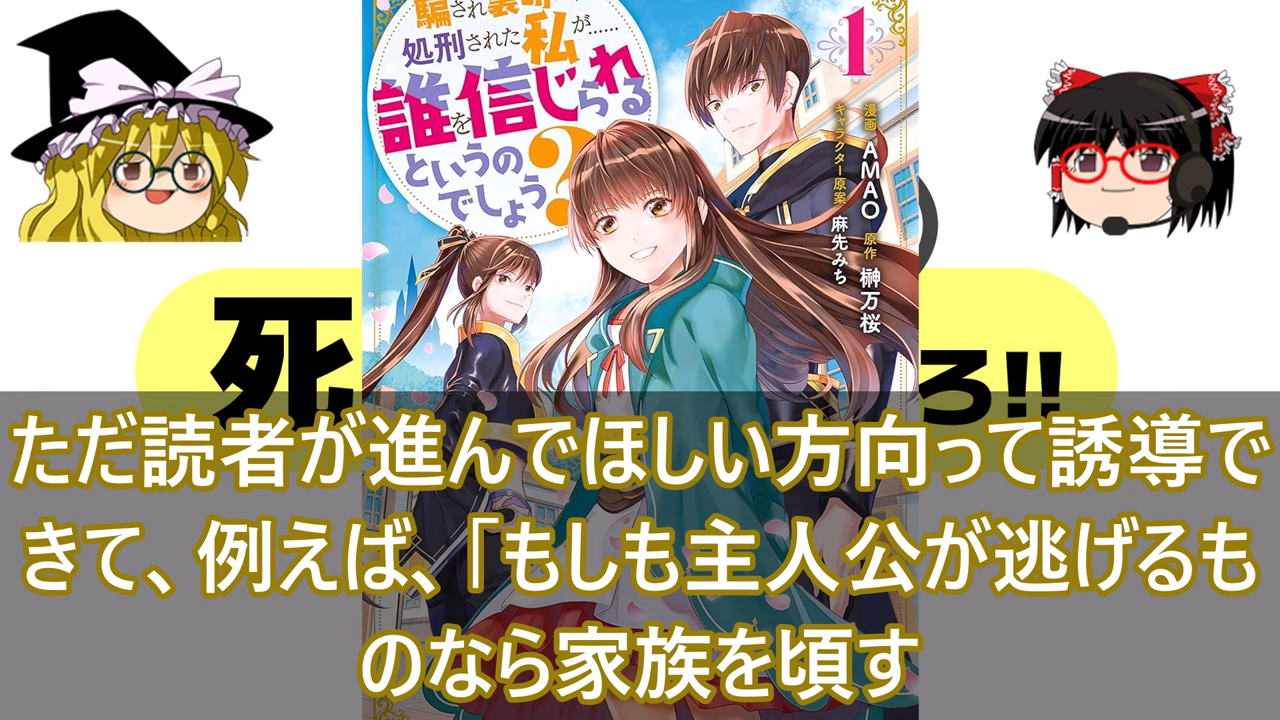 騙され裏
処刑された私が……
誰を信じられる
というの
でしょう?
1
漫画 AMAO
原作 榊万桜
キャラクター原案 麻先みち
死
ろ!!
ただ読者が進んでほしい方向って誘導で
きて、例えば、「もしも主人公が逃げるも
のなら家族を頃す